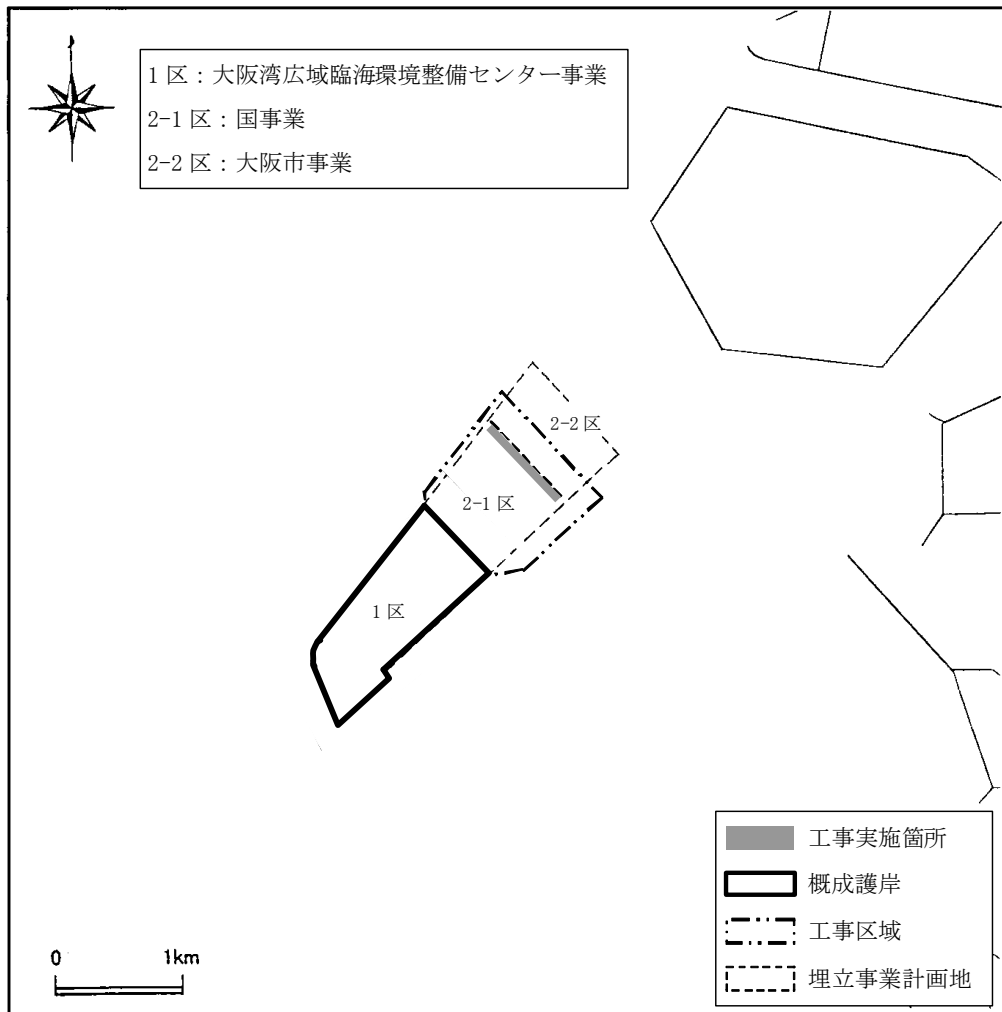 1 区：大阪湾広域臨海環境整備センター事業
2-1 区：国事業
2-2 区：大阪市事業
2-2 区
2-1 区
1 区
工事実施箇所
概成護岸
工事区域
埋立事業計画地
0 1km